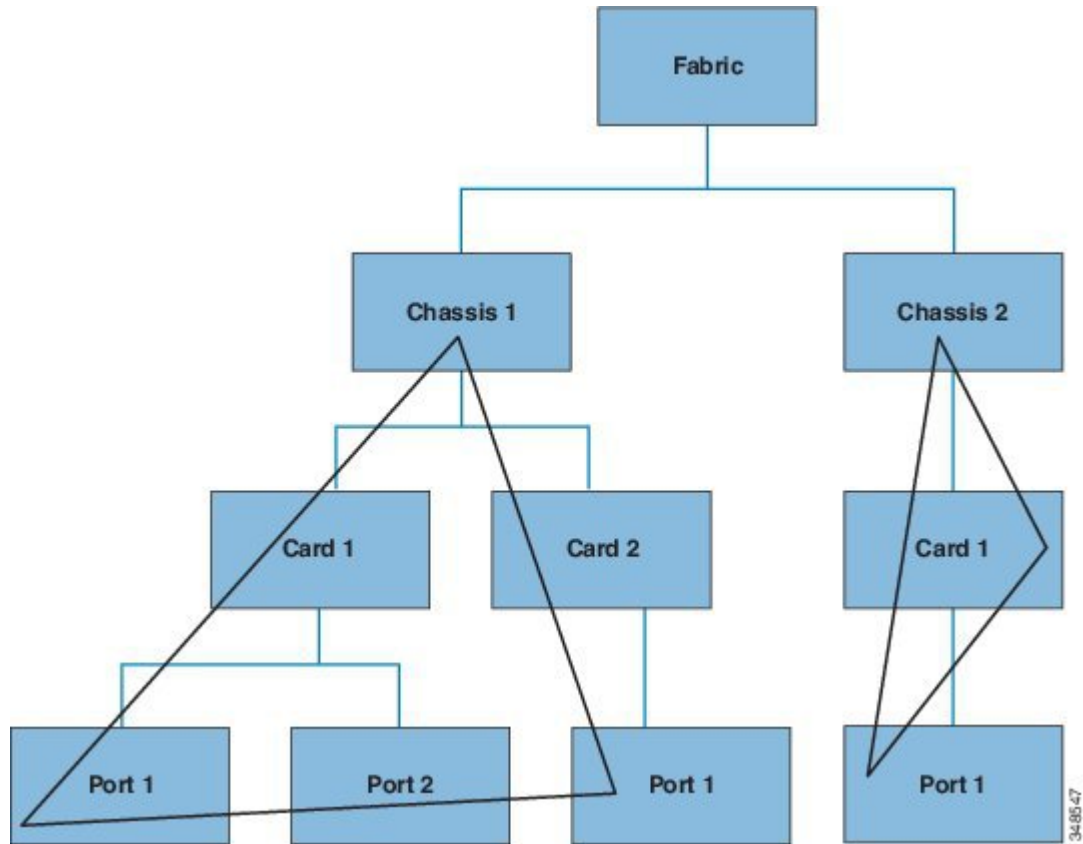 Fabric
Chassis 1
Chassis 2
Card 1
Card 2
Card 1
Port 1
Port 2
Port 1
Port 1
348547